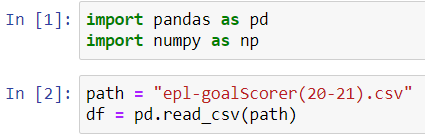 In [1]: import pandas as pd
import numpy as np
In [2]: path = "epl-goalScorer(20-21).csv"
df = pd.read_csv(path)